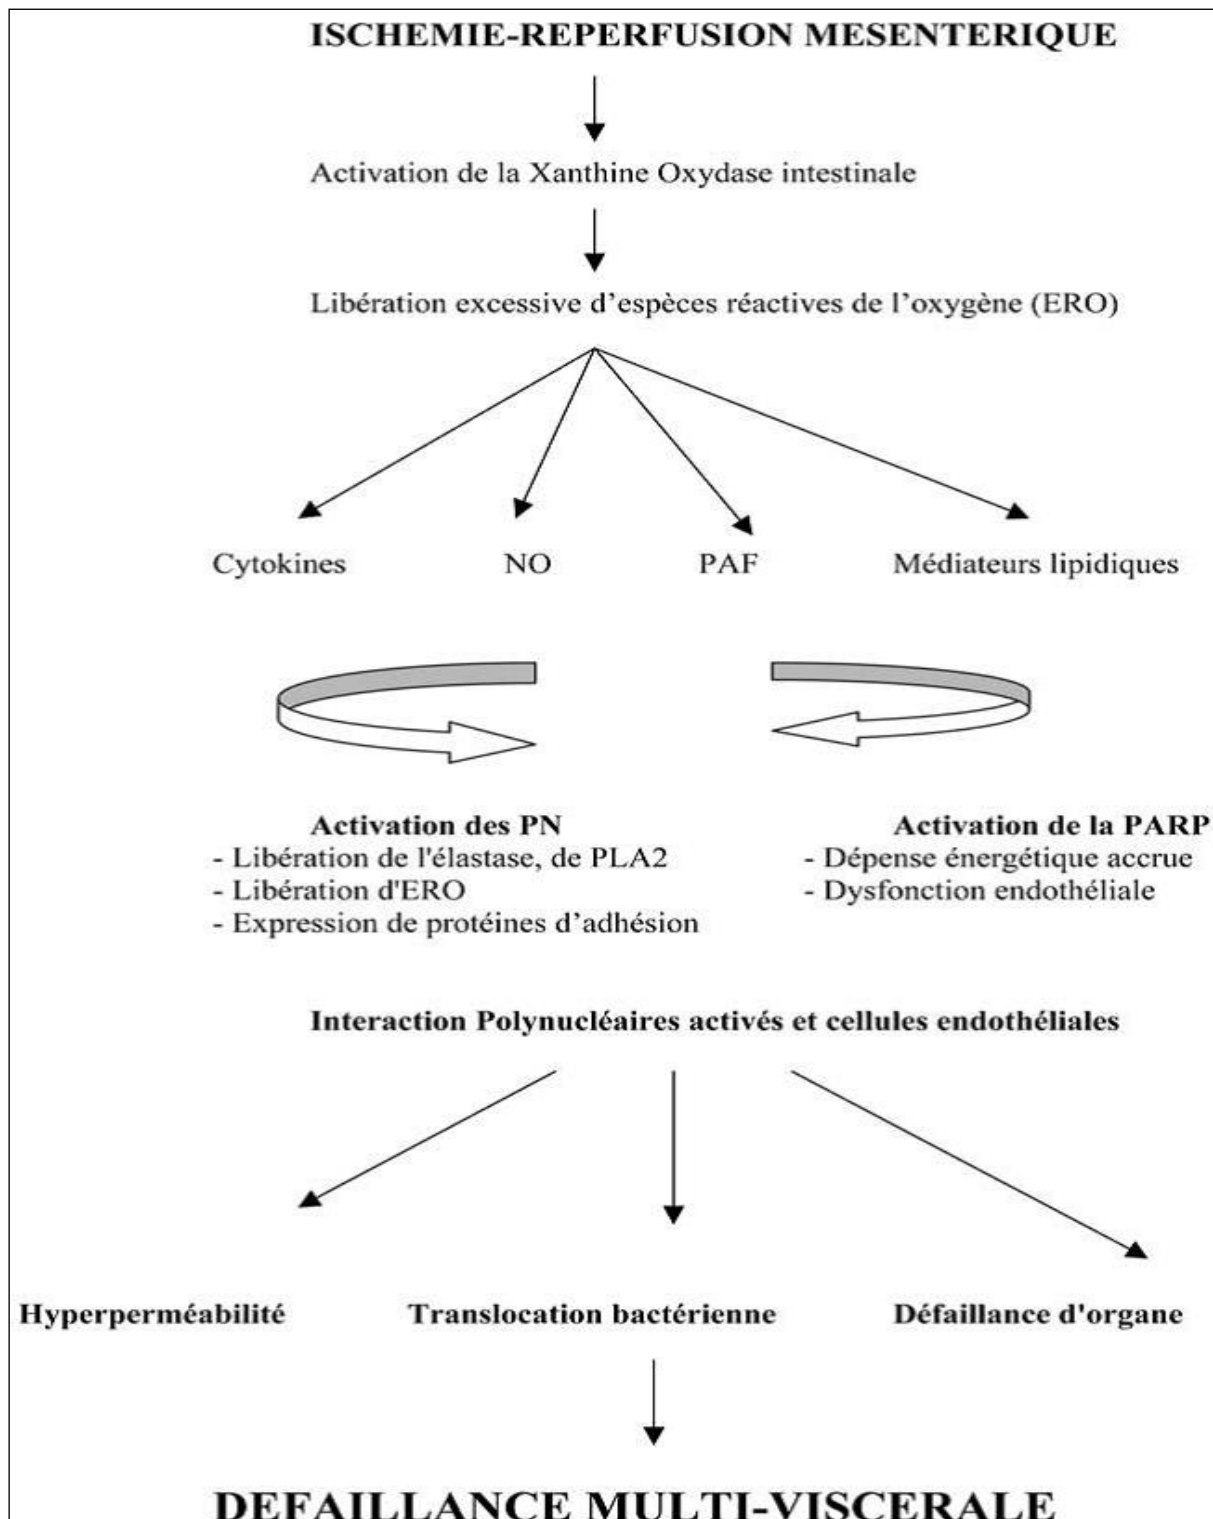 ISCHEMIE-REPERFUSION MESENTERIQUE
Activation de la Xanthine Oxydase intestinale
Libération excessive d’espèces réactives de l’oxygène (ERO)
Cytokines NO PAF Médiateurs lipidiques
Activation des PN
- Libération de l'élastase, de PLA2
- Libération d'ERO
- Expression de protéines d’adhésion
Activation de la PARP
- Dépense énergétique accrue
- Dysfonction endothéliale
Interaction Polynucléaires activés et cellules endothéliales
Hyperperméabilité Translocation bactérienne Défaillance d'organe
DEFAILLANCE MULTI-VISCERALE